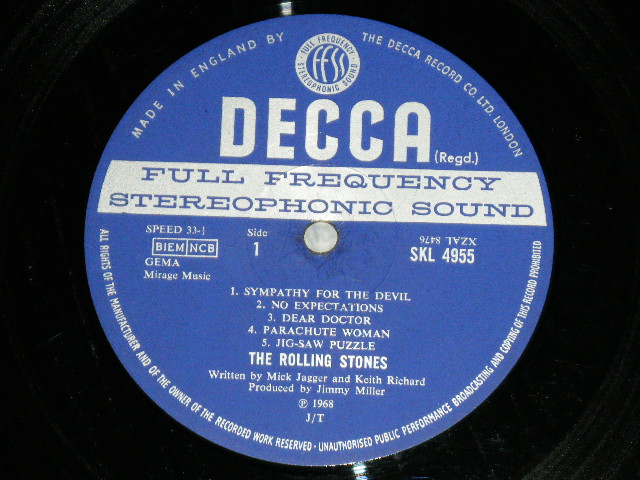 MADE IN ENGLAND BY
FULL FREQUENCY
ffss
STEREOPHONIC SOUND
THE DECCA RECORD CO. LTD. LONDON
DECCA (Regd.)
FULL FREQUENCY
STEREOPHONIC SOUND
SPEED 33⅓
Side
XZAL 8476
BIEM NCB
1
SKL 4955
GEMA
Mirage Music
1. SYMPATHY FOR THE DEVIL
2. NO EXPECTATIONS
3. DEAR DOCTOR
4. PARACHUTE WOMAN
5. JIG-SAW PUZZLE
THE ROLLING STONES
Written by Mick Jagger and Keith Richard
Produced by Jimmy Miller
℗ 1968
J/T
ALL RIGHTS OF THE MANUFACTURER AND OF THE OWNER OF THE RECORDED WORK RESERVED · UNAUTHORISED PUBLIC PERFORMANCE BROADCASTING AND COPYING OF THIS RECORD PROHIBITED